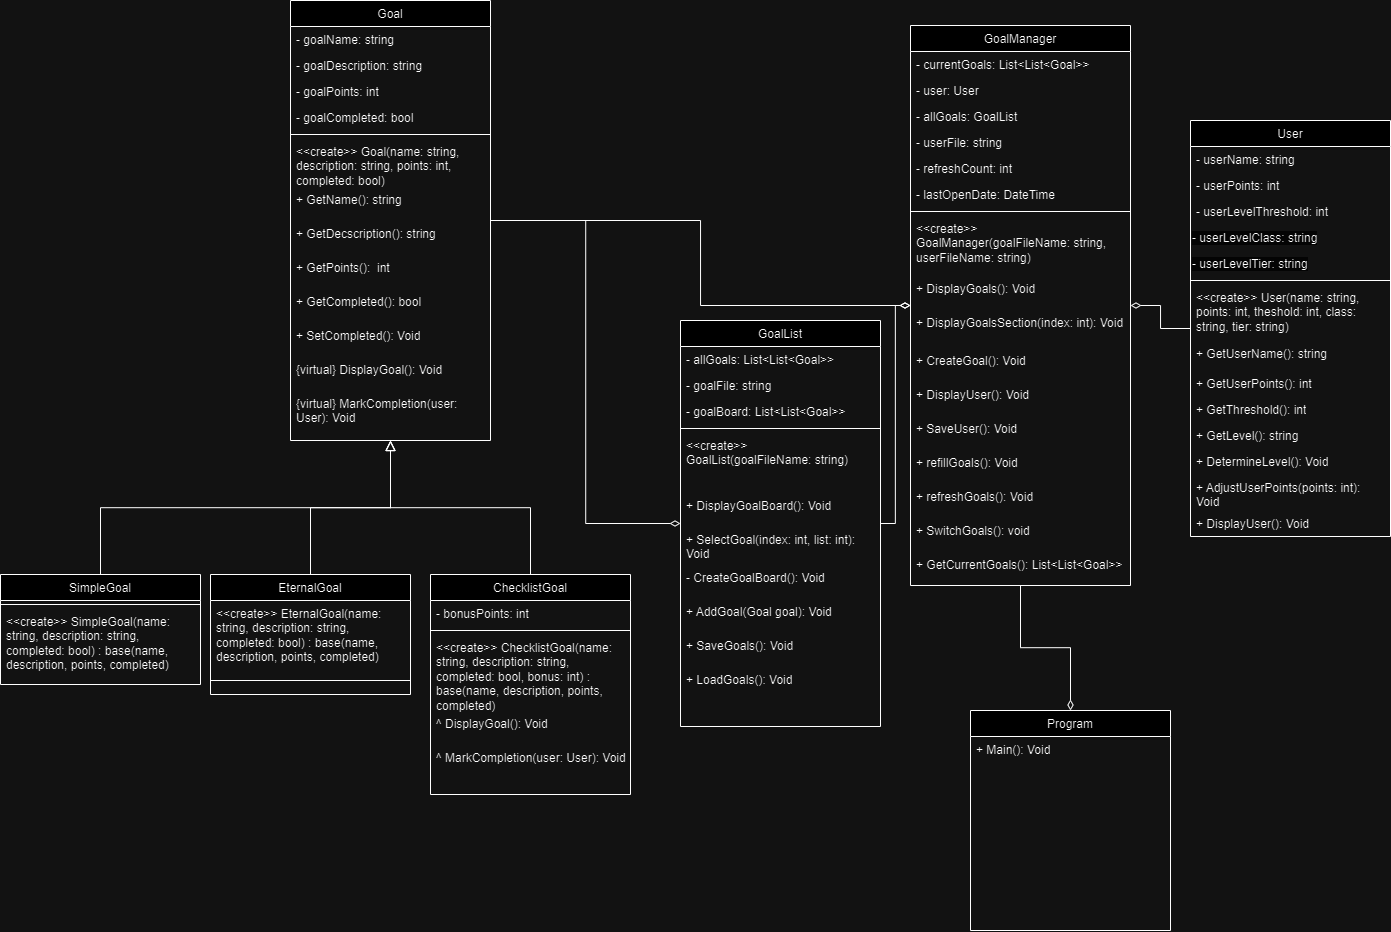 Goal
- goalName: string
- goalDescription: string
- goalPoints: int
- goalCompleted: bool
<<create>> Goal(name: string,
description: string, points: int,
completed: bool)
+ GetName(): string
+ GetDecscription(): string
+ GetPoints():  int
+ GetCompleted(): bool
+ SetCompleted(): Void
{virtual} DisplayGoal(): Void
{virtual} MarkCompletion(user:
User): Void
GoalManager
- currentGoals: List<List<Goal>>
- user: User
- allGoals: GoalList
- userFile: string
- refreshCount: int
- lastOpenDate: DateTime
<<create>>
GoalManager(goalFileName: string,
userFileName: string)
+ DisplayGoals(): Void
+ DisplayGoalsSection(index: int): Void
+ CreateGoal(): Void
+ DisplayUser(): Void
+ SaveUser(): Void
+ refillGoals(): Void
+ refreshGoals(): Void
+ SwitchGoals(): void
+ GetCurrentGoals(): List<List<Goal>>
User
- userName: string
- userPoints: int
- userLevelThreshold: int
- userLevelClass: string
- userLevelTier: string
<<create>> User(name: string,
points: int, theshold: int, class:
string, tier: string)
+ GetUserName(): string
+ GetUserPoints(): int
+ GetThreshold(): int
+ GetLevel(): string
+ DetermineLevel(): Void
+ AdjustUserPoints(points: int):
Void
+ DisplayUser(): Void
GoalList
- allGoals: List<List<Goal>>
- goalFile: string
- goalBoard: List<List<Goal>>
<<create>>
GoalList(goalFileName: string)
+ DisplayGoalBoard(): Void
+ SelectGoal(index: int, list: int):
Void
- CreateGoalBoard(): Void
+ AddGoal(Goal goal): Void
+ SaveGoals(): Void
+ LoadGoals(): Void
SimpleGoal
<<create>> SimpleGoal(name:
string, description: string,
completed: bool) : base(name,
description, points, completed)
EternalGoal
<<create>> EternalGoal(name:
string, description: string,
completed: bool) : base(name,
description, points, completed)
ChecklistGoal
- bonusPoints: int
<<create>> ChecklistGoal(name:
string, description: string,
completed: bool, bonus: int) :
base(name, description, points,
completed)
^ DisplayGoal(): Void
^ MarkCompletion(user: User): Void
Program
+ Main(): Void